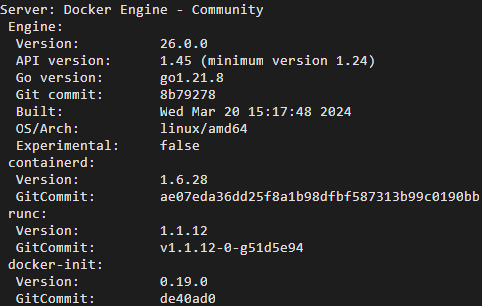 Server: Docker Engine - Community
Engine:
Version: 26.0.0
API version: 1.45 (minimum version 1.24)
Go version: go1.21.8
Git commit: 8b79278
Built: Wed Mar 20 15:17:48 2024
OS/Arch: linux/amd64
Experimental: false
containerd:
Version: 1.6.28
GitCommit: ae07eda36dd25f8a1b98dfbf587313b99c0190bb
runc:
Version: 1.1.12
GitCommit: v1.1.12-0-g51d5e94
docker-init:
Version: 0.19.0
GitCommit: de40ad0